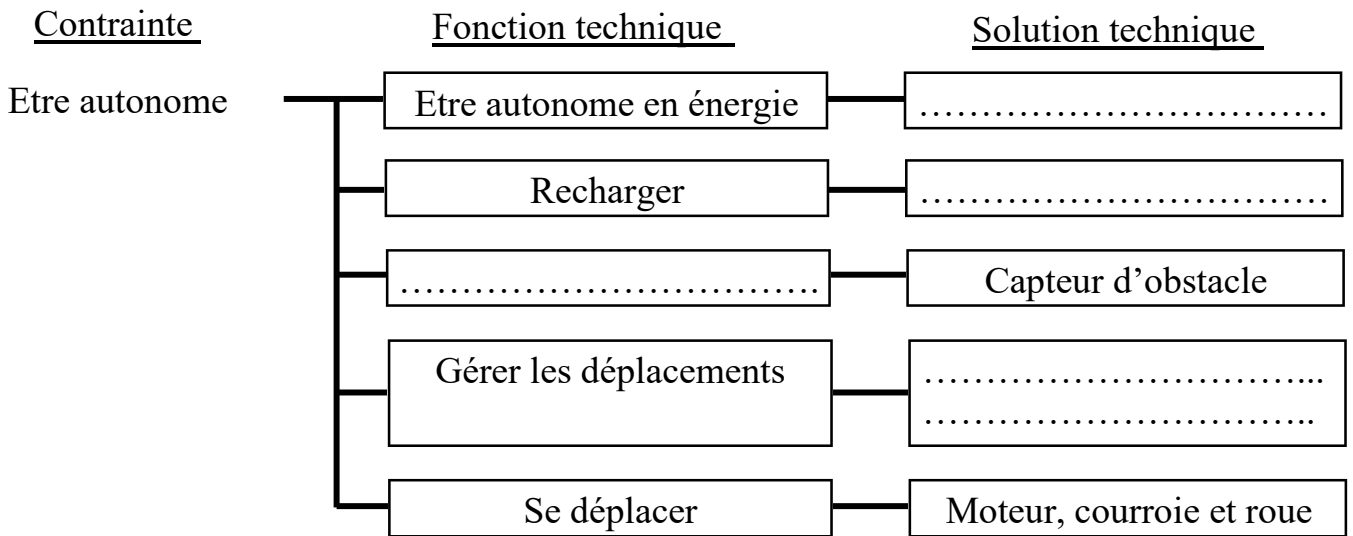 Contrainte Fonction technique Solution technique
Etre autonome Etre autonome en énergie ……………………………
Recharger ……………………………
……………………………. Capteur d’obstacle
Gérer les déplacements …………………………...
…………………………..
Se déplacer Moteur, courroie et roue